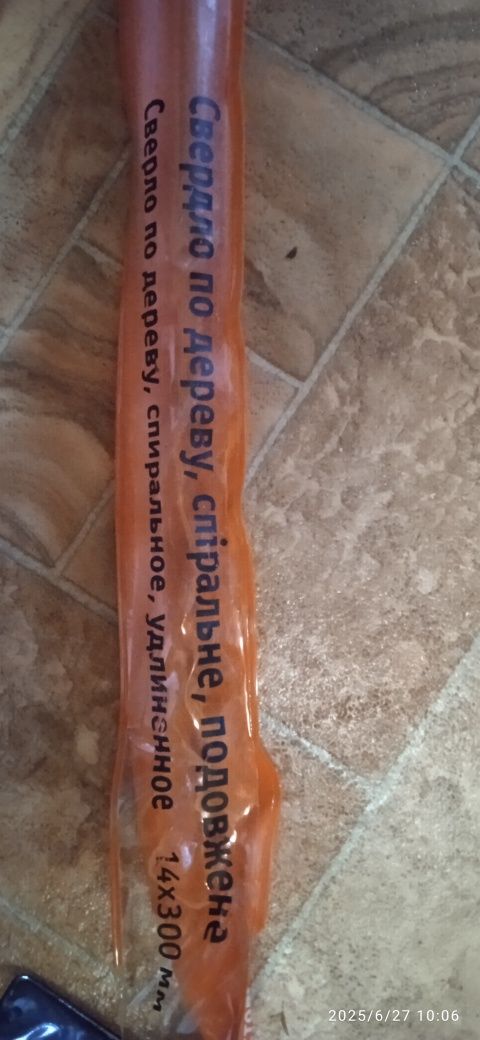 Свердло по дереву, спіральне, подовжене
Сверло по дереву, спиральное, удлиненное
14x300 мм
2025/6/27 10:06